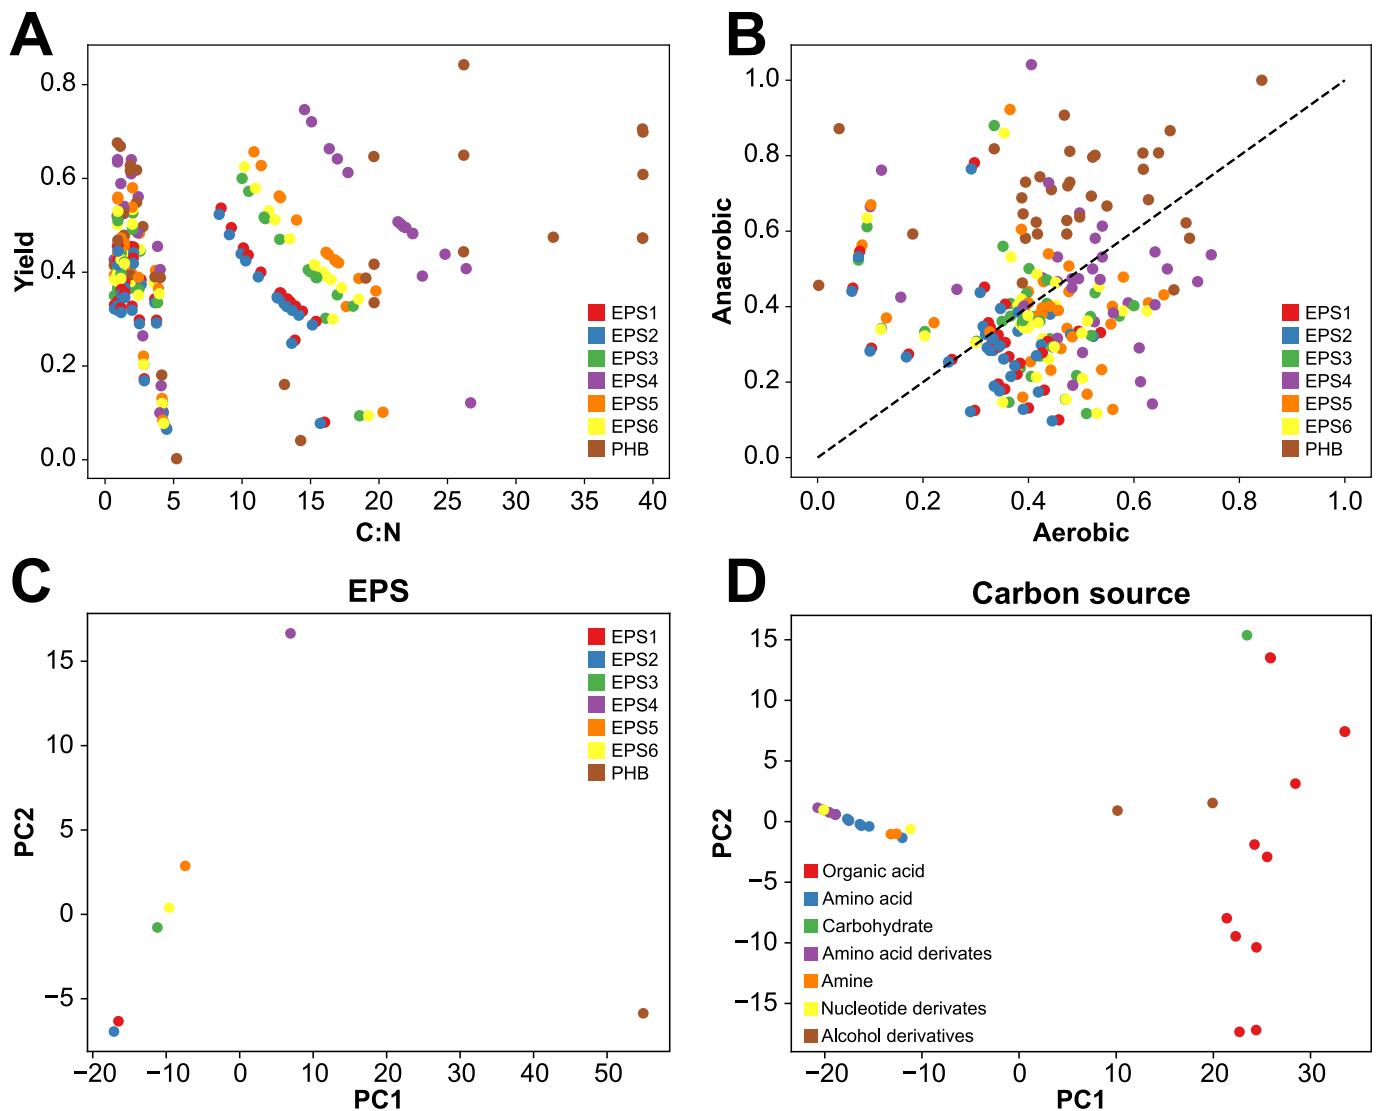 A
Yield
0.8
0.6
0.4
0.2
0.0
0 5 10 15 20 25 30 35 40
C:N
EPS1
EPS2
EPS3
EPS4
EPS5
EPS6
PHB
B
Anaerobic
1.0
0.8
0.6
0.4
0.2
0.0
0.0 0.2 0.4 0.6 0.8 1.0
Aerobic
EPS1
EPS2
EPS3
EPS4
EPS5
EPS6
PHB
C
EPS
PC2
15
10
5
0
−5
−20 −10 0 10 20 30 40 50
PC1
EPS1
EPS2
EPS3
EPS4
EPS5
EPS6
PHB
D
Carbon source
PC2
15
10
5
0
−5
−10
−15
−20 −10 0 10 20 30
PC1
Organic acid
Amino acid
Carbohydrate
Amino acid derivates
Amine
Nucleotide derivates
Alcohol derivatives